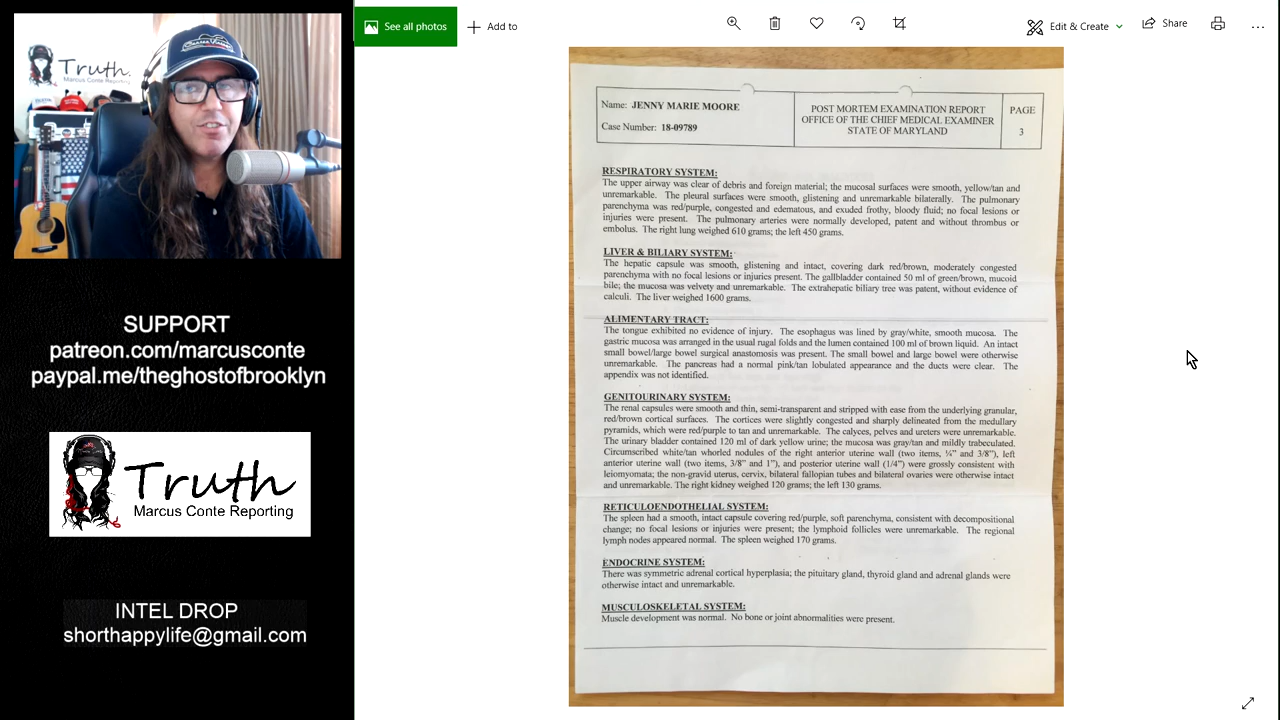 Truth.
Marcus Conte Reporting
SUPPORT
patreon.com/marcusconte
paypal.me/theghostofbrooklyn
Truth
Marcus Conte Reporting
INTEL DROP
shorthappylife@gmail.com
See all photos
Add to
Edit & Create
Share
Name: JENNY MARIE MOORE
Case Number: 18-09789
POST MORTEM EXAMINATION REPORT
OFFICE OF THE CHIEF MEDICAL EXAMINER
STATE OF MARYLAND
PAGE
3
RESPIRATORY SYSTEM:
The upper airway was clear of debris and foreign material; the mucosal surfaces were smooth, yellow/tan and
unremarkable. The pleural surfaces were smooth, glistening and unremarkable bilaterally. The pulmonary
parenchyma was red/purple, congested and edematous, and exuded frothy, bloody fluid; no focal lesions or
injuries were present. The pulmonary arteries were normally developed, patent and without thrombus or
embolus. The right lung weighed 610 grams; the left 450 grams.
LIVER & BILIARY SYSTEM:
The hepatic capsule was smooth, glistening and intact, covering dark red/brown, moderately congested
parenchyma with no focal lesions or injuries present. The gallbladder contained 50 ml of green/brown, mucoid
bile; the mucosa was velvety and unremarkable. The extrahepatic biliary tree was patent, without evidence of
calculi. The liver weighed 1600 grams.
ALIMENTARY TRACT:
The tongue exhibited no evidence of injury. The esophagus was lined by gray/white, smooth mucosa. The
gastric mucosa was arranged in the usual rugal folds and the lumen contained 100 ml of brown liquid. An intact
small bowel/large bowel surgical anastomosis was present. The small bowel and large bowel were otherwise
unremarkable. The pancreas had a normal pink/tan lobulated appearance and the ducts were clear. The
appendix was not identified.
GENITOURINARY SYSTEM:
The renal capsules were smooth and thin, semi-transparent and stripped with ease from the underlying granular,
red/brown cortical surfaces. The cortices were slightly congested and sharply delineated from the medullary
pyramids, which were red/purple to tan and unremarkable. The calyces, pelves and ureters were unremarkable.
The urinary bladder contained 120 ml of dark yellow urine; the mucosa was gray/tan and mildly trabeculated.
Circumscribed white/tan whorled nodules of the right anterior uterine wall (two items, ¼" and 3/8"), left
anterior uterine wall (two items, 3/8" and 1"), and posterior uterine wall (1/4") were grossly consistent with
leiomyomata; the non-gravid uterus, cervix, bilateral fallopian tubes and bilateral ovaries were otherwise intact
and unremarkable. The right kidney weighed 120 grams; the left 130 grams.
RETICULOENDOTHELIAL SYSTEM:
The spleen had a smooth, intact capsule covering red/purple, soft parenchyma, consistent with decompositional
change; no focal lesions or injuries were present; the lymphoid follicles were unremarkable. The regional
lymph nodes appeared normal. The spleen weighed 170 grams.
ENDOCRINE SYSTEM:
There was symmetric adrenal cortical hyperplasia; the pituitary gland, thyroid gland and adrenal glands were
otherwise intact and unremarkable.
MUSCULOSKELETAL SYSTEM:
Muscle development was normal. No bone or joint abnormalities were present.